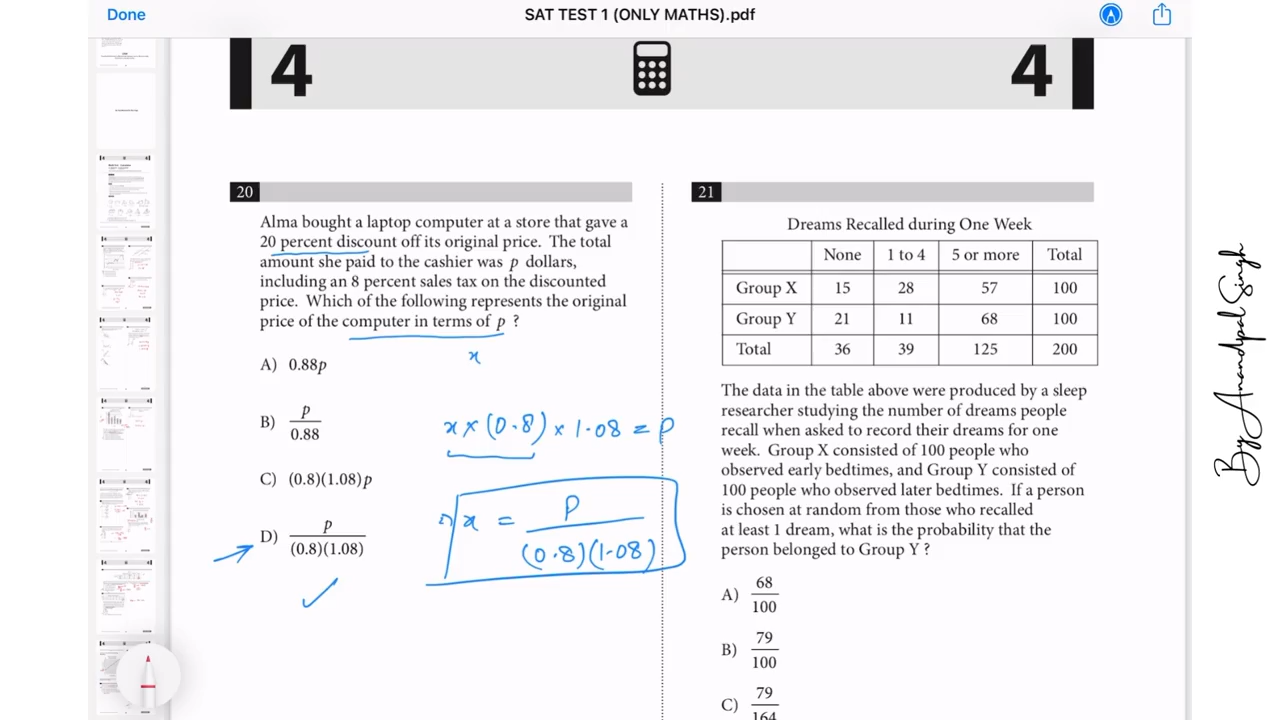 Done
SAT TEST 1 (ONLY MATHS).pdf
4
4
20
Alma bought a laptop computer at a store that gave a
20 percent discount off its original price. The total
amount she paid to the cashier was p dollars,
including an 8 percent sales tax on the discounted
price. Which of the following represents the original
price of the computer in terms of p ?
x
A) 0.88p
B) p
0.88
C) (0.8)(1.08)p
D) p
(0.8)(1.08)
x × (0.8) × 1.08 = P
x = P
(0.8)(1.08)
21
Dreams Recalled during One Week
None 1 to 4 5 or more Total
Group X 15 28 57 100
Group Y 21 11 68 100
Total 36 39 125 200
The data in the table above were produced by a sleep
researcher studying the number of dreams people
recall when asked to record their dreams for one
week. Group X consisted of 100 people who
observed early bedtimes, and Group Y consisted of
100 people who observed later bedtimes. If a person
is chosen at random from those who recalled
at least 1 dream, what is the probability that the
person belonged to Group Y ?
A) 68
100
B) 79
100
C) 79
164
By Anandpal Singh